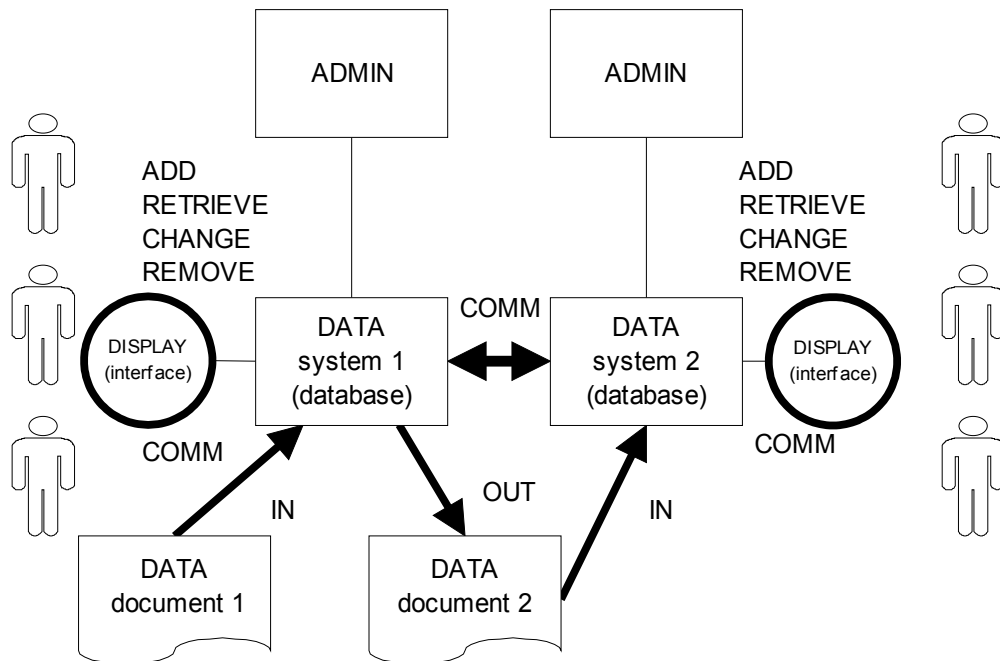 ADMIN
ADMIN
ADD
RETRIEVE
CHANGE
REMOVE
ADD
RETRIEVE
CHANGE
REMOVE
DISPLAY
(interface)
DATA
system 1
(database)
COMM
DATA
system 2
(database)
DISPLAY
(interface)
COMM
COMM
IN
OUT
IN
DATA
document 1
DATA
document 2